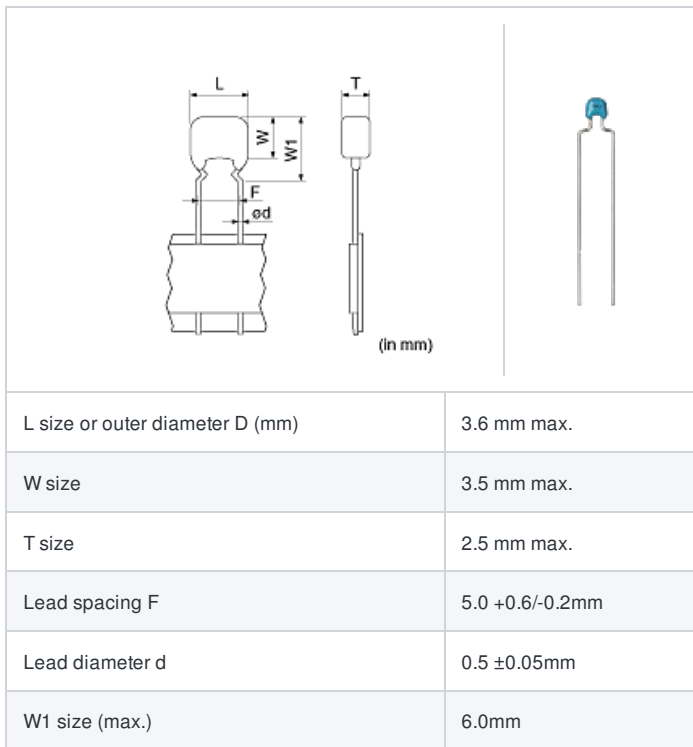 L
T
W
W1
F
ød
(in mm)
L size or outer diameter D (mm) 3.6 mm max.
W size 3.5 mm max.
T size 2.5 mm max.
Lead spacing F 5.0 +0.6/-0.2mm
Lead diameter d 0.5 ±0.05mm
W1 size (max.) 6.0mm